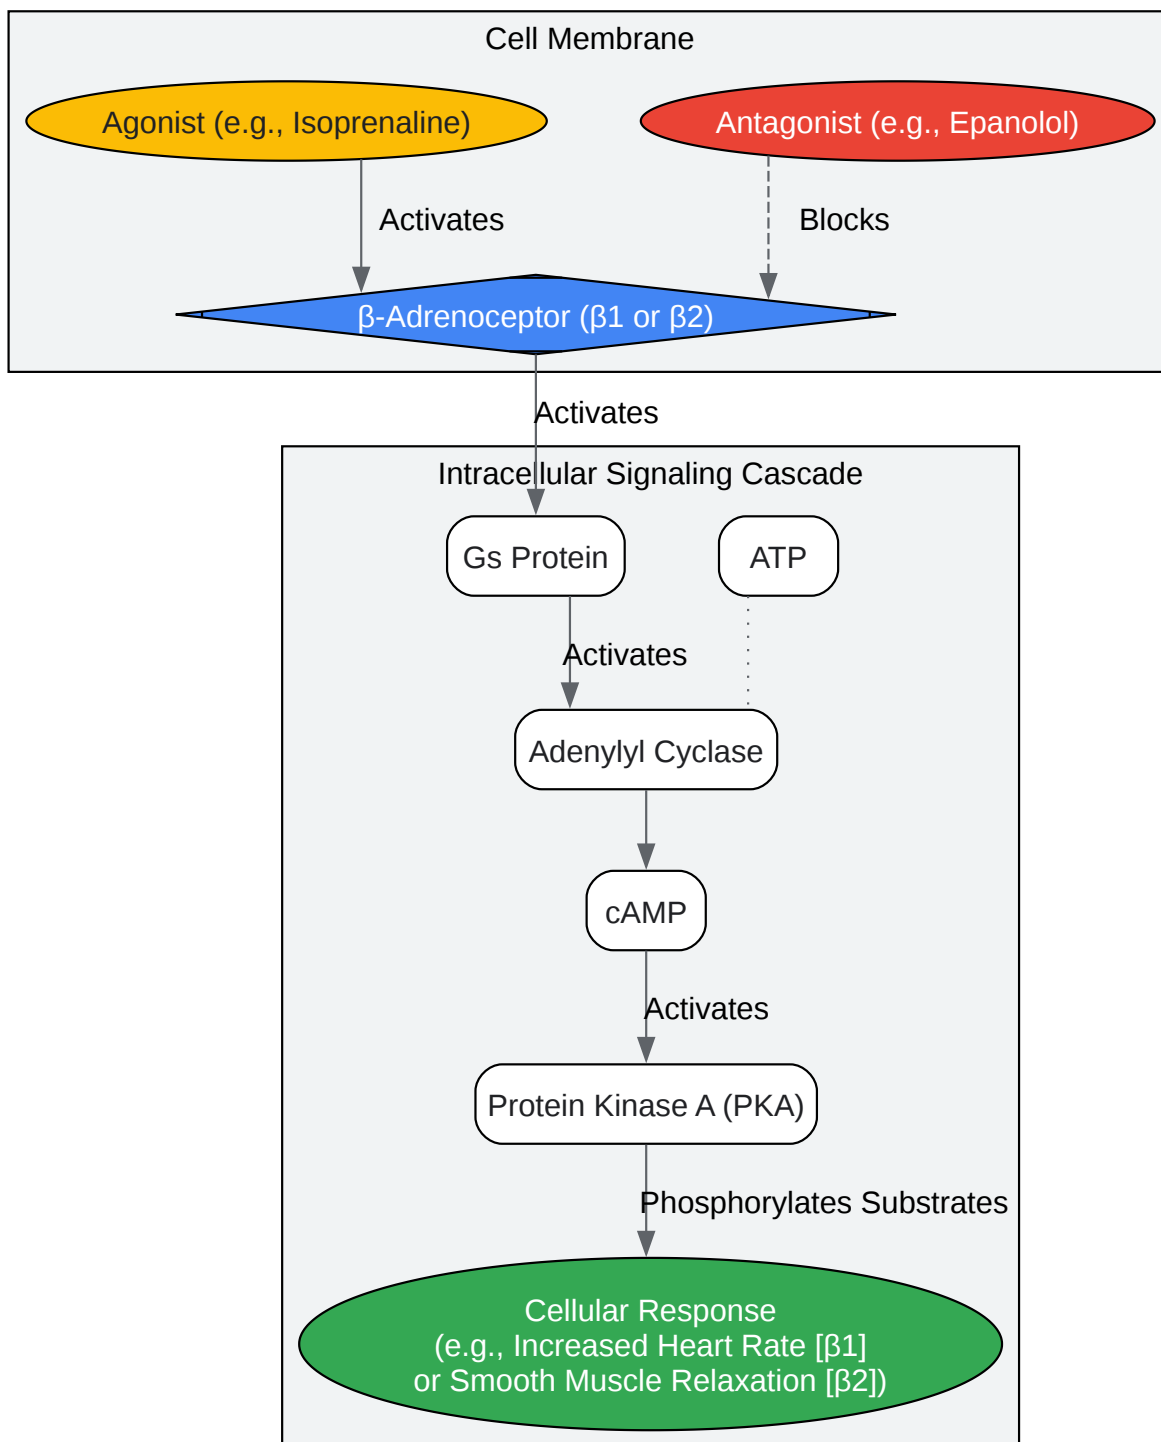 Cell Membrane
Agonist (e.g., Isoprenaline)
Antagonist (e.g., Epanolol)
Activates
Blocks
β-Adrenoceptor (β1 or β2)
Activates
Intracellular Signaling Cascade
Gs Protein
ATP
Activates
Adenylyl Cyclase
cAMP
Activates
Protein Kinase A (PKA)
Phosphorylates Substrates
Cellular Response
(e.g., Increased Heart Rate [β1]
or Smooth Muscle Relaxation [β2])